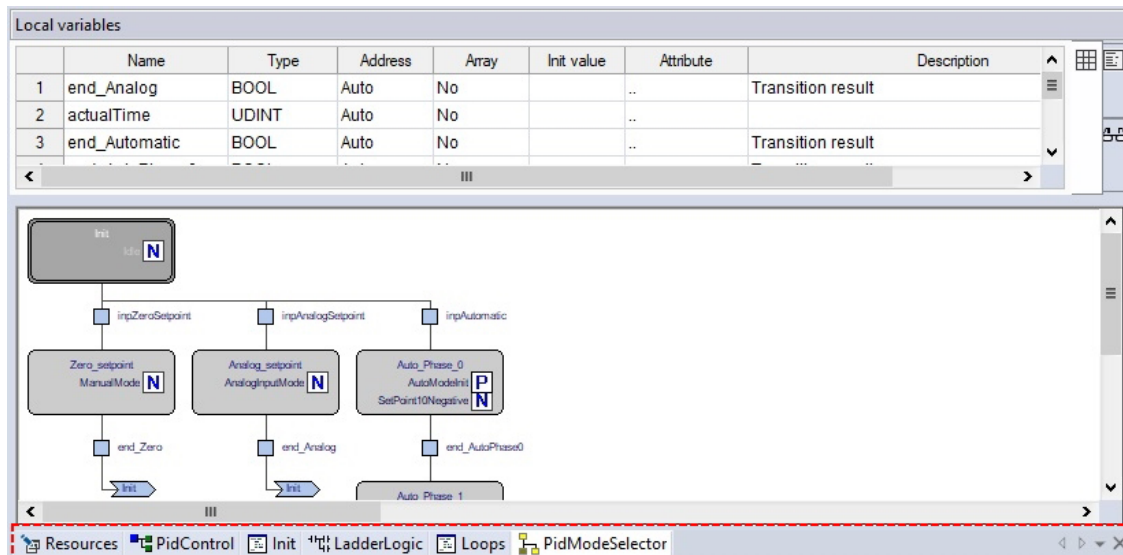 Local variables
Name Type Address Array Init value Attribute Description
1 end_Analog BOOL Auto No .. Transition result
2 actualTime UDINT Auto No ..
3 end_Automatic BOOL Auto No .. Transition result
Init
Idle N
inpZeroSetpoint inpAnalogSetpoint inpAutomatic
Zero_setpoint Analog_setpoint Auto_Phase_0
ManualMode N AnalogInputMode N AutoModeInit P
SetPoint10Negative N
end_Zero end_Analog end_AutoPhase0
Init Init Auto_Phase_1
Resources PidControl Init LadderLogic Loops PidModeSelector